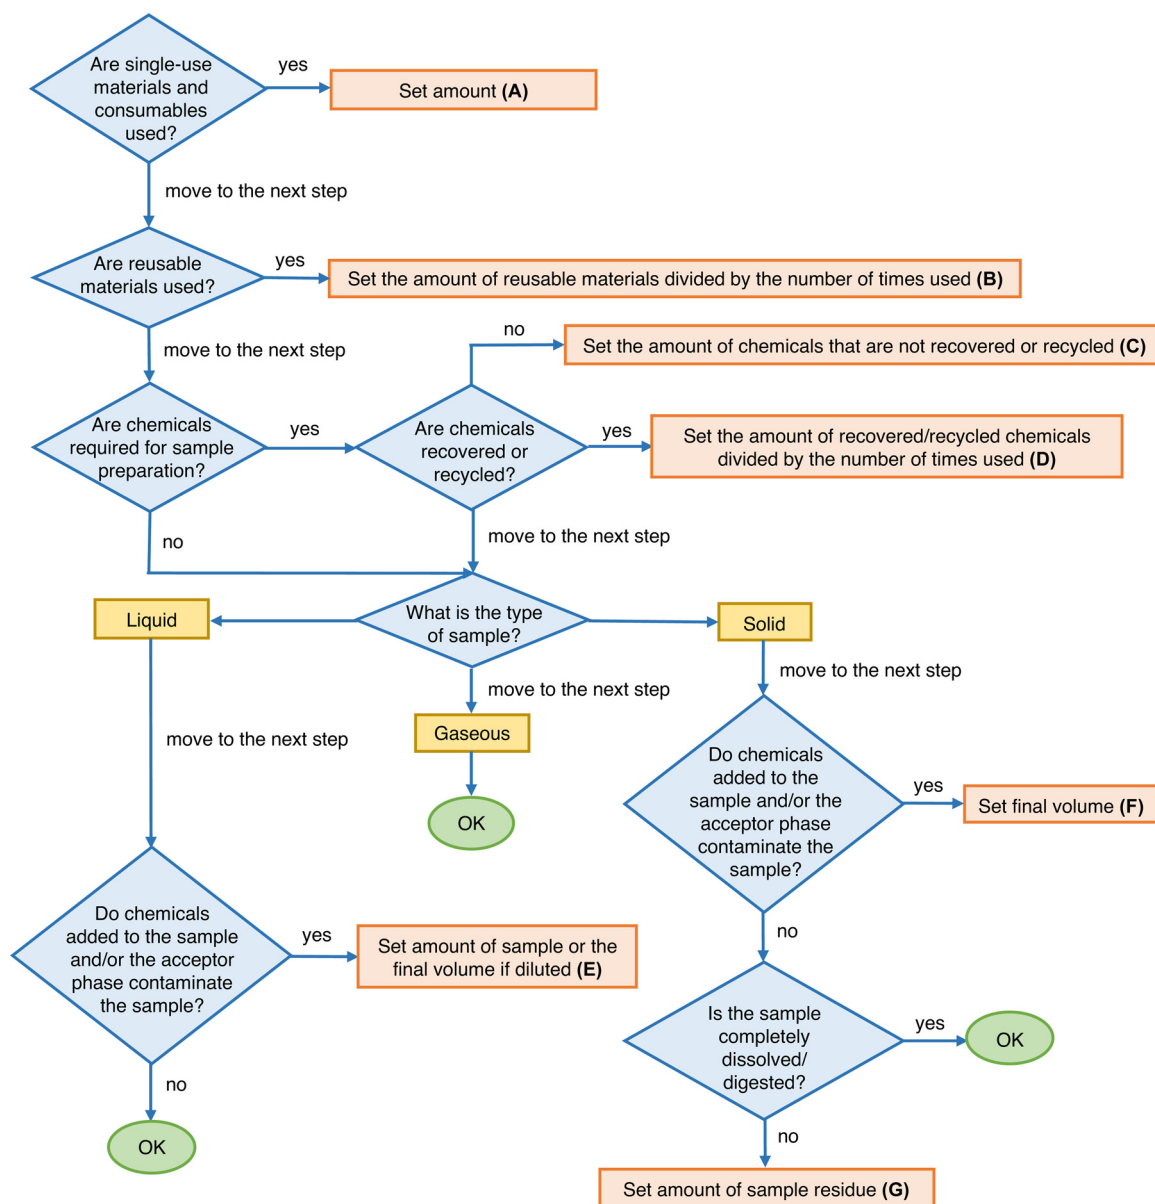 Are single-use
materials and
consumables
used?
yes
Set amount (A)
move to the next step
Are reusable
materials used?
yes
Set the amount of reusable materials divided by the number of times used (B)
move to the next step
no
Set the amount of chemicals that are not recovered or recycled (C)
Are chemicals
required for sample
preparation?
yes
Are chemicals
recovered or
recycled?
yes
Set the amount of recovered/recycled chemicals
divided by the number of times used (D)
no
move to the next step
What is the type
of sample?
Liquid
Solid
move to the next step
move to the next step
move to the next step
Gaseous
OK
Do chemicals
added to the
sample and/or the
acceptor phase
contaminate the
sample?
yes
Set final volume (F)
no
Do chemicals
added to the sample
and/or the acceptor
phase contaminate
the sample?
yes
Set amount of sample or the
final volume if diluted (E)
no
OK
Is the sample
completely
dissolved/
digested?
yes
OK
no
Set amount of sample residue (G)